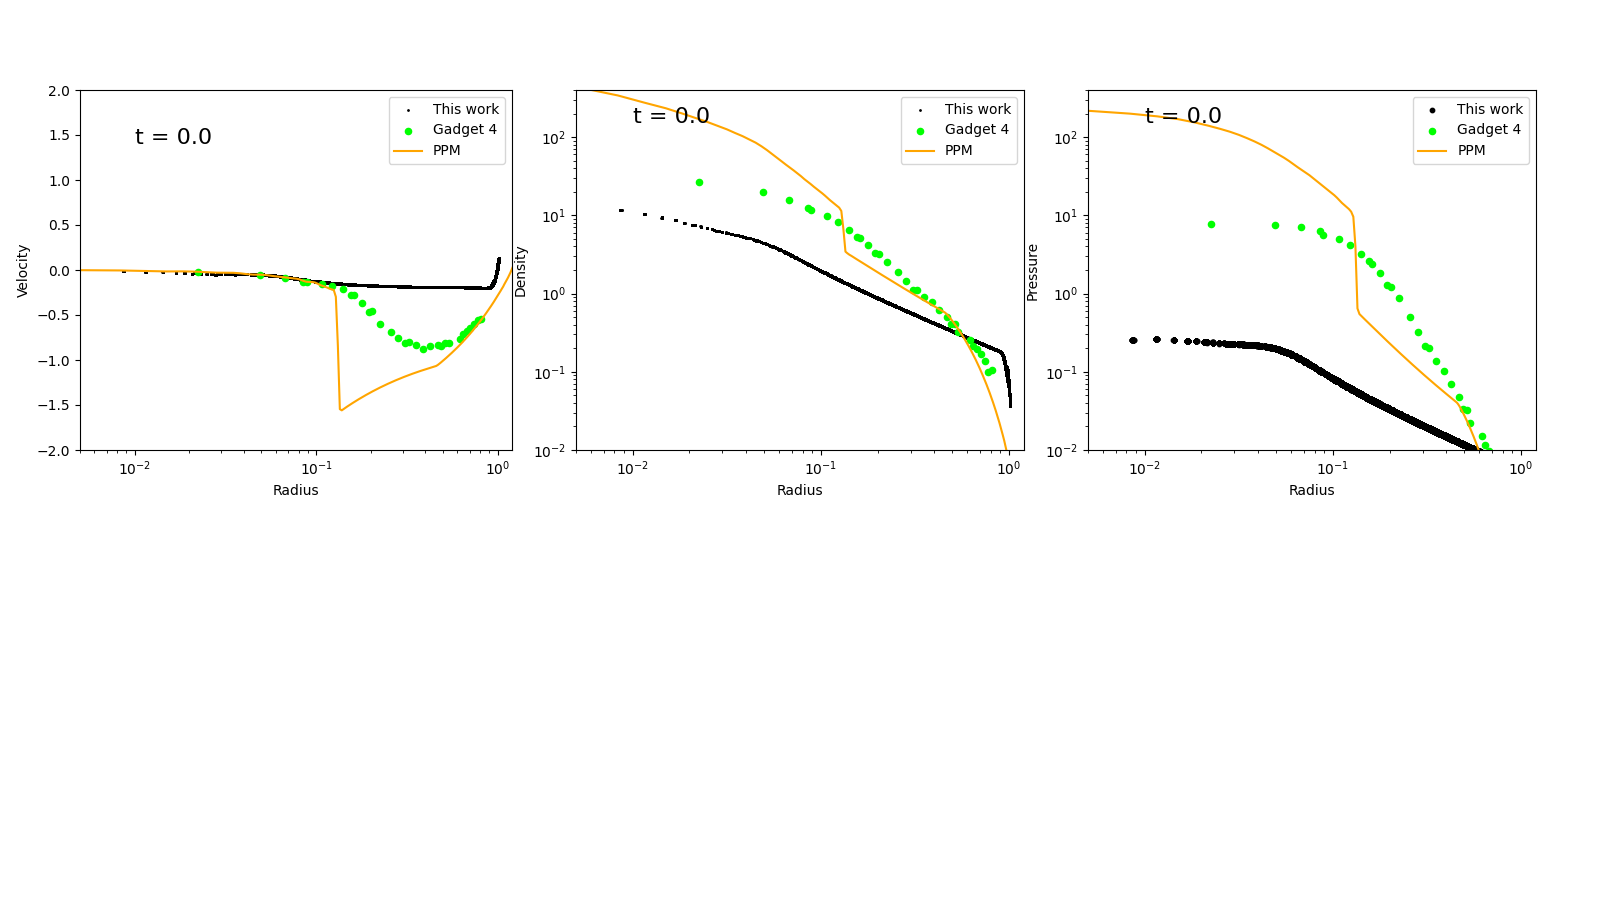 t = 0.0
This work
Gadget 4
PPM
Velocity
2.0
1.5
1.0
0.5
0.0
−0.5
−1.0
−1.5
−2.0
10⁻²
10⁻¹
10⁰
Radius
t = 0.0
This work
Gadget 4
PPM
Density
10²
10¹
10⁰
10⁻¹
10⁻²
10⁻²
10⁻¹
10⁰
Radius
t = 0.0
This work
Gadget 4
PPM
Pressure
10²
10¹
10⁰
10⁻¹
10⁻²
10⁻²
10⁻¹
10⁰
Radius